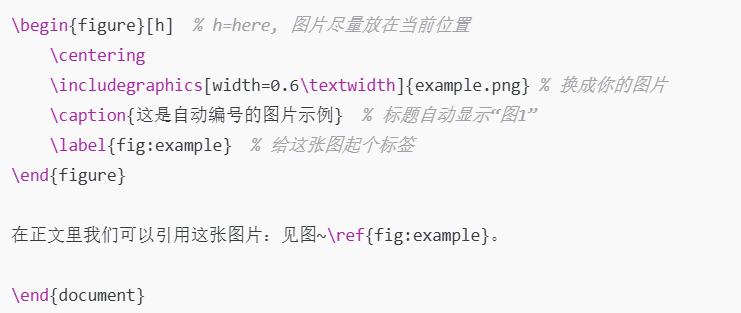 \begin{figure}[h]  % h=here, 图片尽量放在当前位置
    \centering
    \includegraphics[width=0.6\textwidth]{example.png} % 换成你的图片
    \caption{这是自动编号的图片示例}  % 标题自动显示“图1”
    \label{fig:example}  % 给这张图起个标签
\end{figure}

在正文里我们可以引用这张图片：见图~\ref{fig:example}。

\end{document}